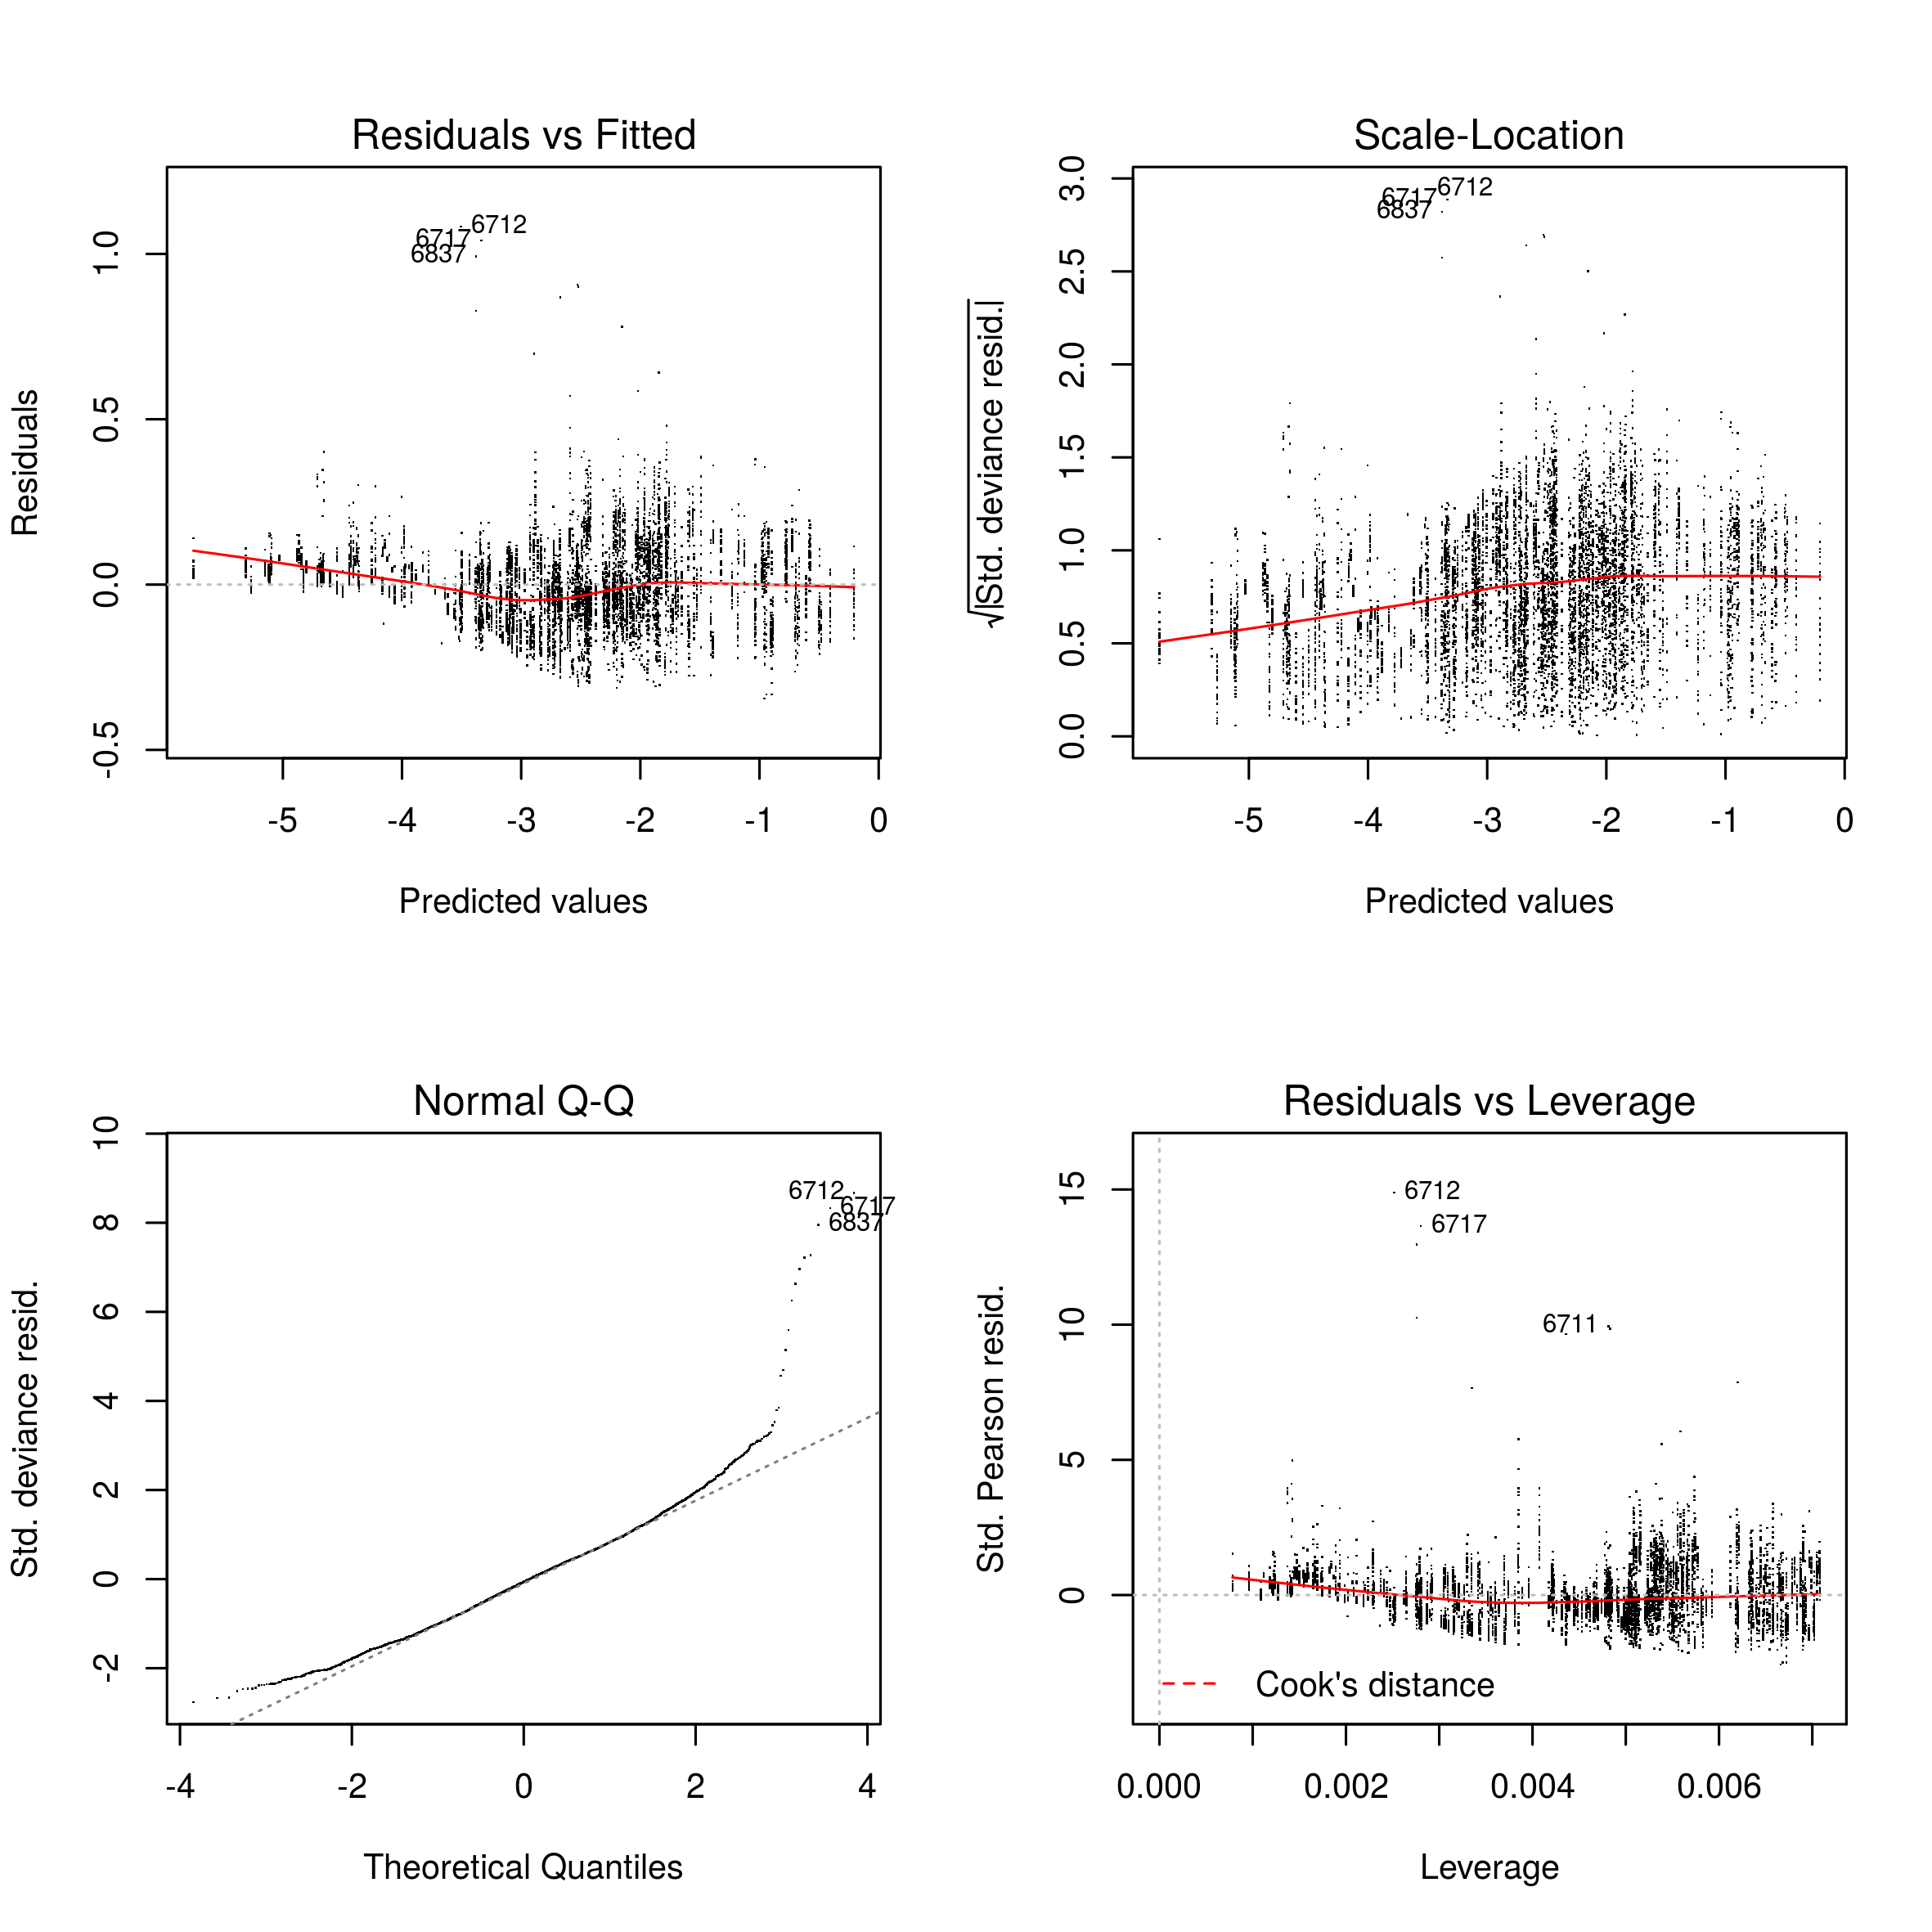 Residuals vs Fitted
Residuals
1.0
0.5
0.0
-0.5
6712
6717
6837
-5 -4 -3 -2 -1 0
Predicted values
Scale-Location
√|Std. deviance resid.|
3.0
2.5
2.0
1.5
1.0
0.5
0.0
6712
6717
6837
-5 -4 -3 -2 -1 0
Predicted values
Normal Q-Q
Std. deviance resid.
10
8
6
4
2
0
-2
6712
6717
6837
-4 -2 0 2 4
Theoretical Quantiles
Residuals vs Leverage
Std. Pearson resid.
15
10
5
0
6712
6717
6711
Cook's distance
0.000 0.002 0.004 0.006
Leverage